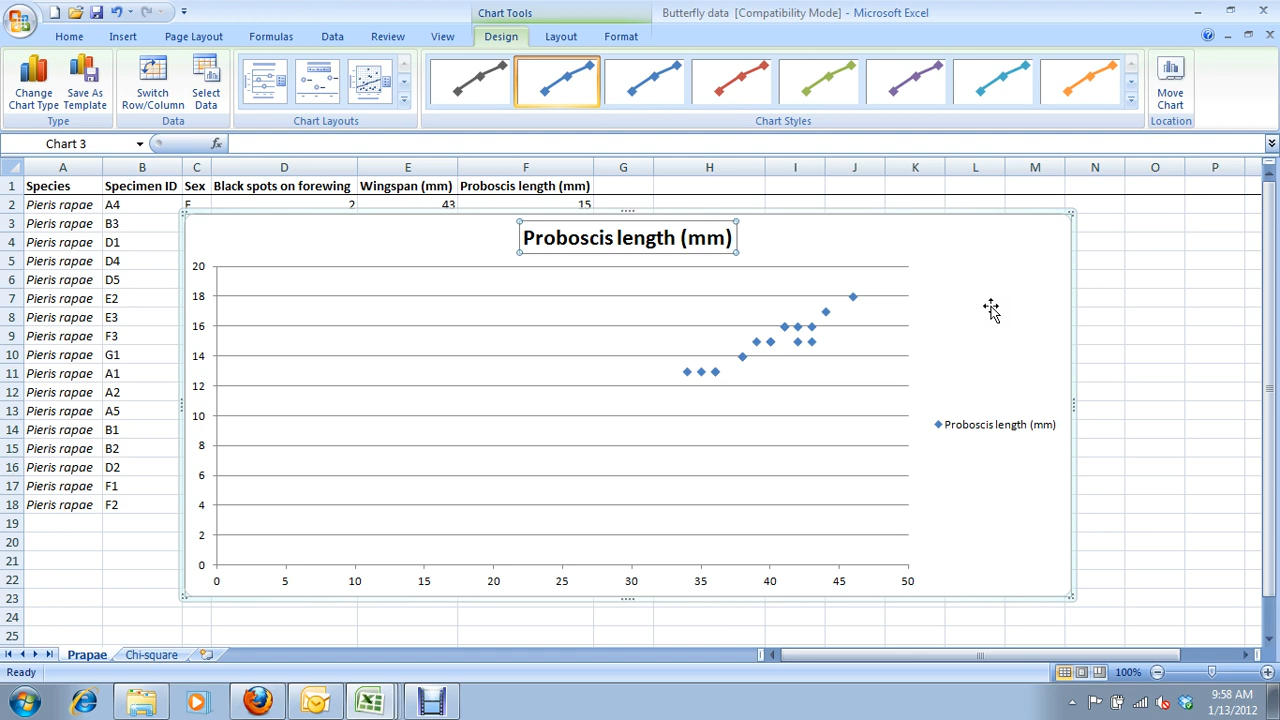 Chart Tools
Butterfly data [Compatibility Mode] - Microsoft Excel
Home Insert Page Layout Formulas Data Review View Design Layout Format
Change Chart Type
Save As Template
Switch Row/Column
Select Data
Move Chart
Type Data Chart Layouts Chart Styles Location
Chart 3 fx
A B C D E F G H I J K L M N O P
1 Species Specimen ID Sex Black spots on forewing Wingspan (mm) Proboscis length (mm)
2 Pieris rapae A4 F 2 43 15
3 Pieris rapae B3
4 Pieris rapae D1
5 Pieris rapae D4
6 Pieris rapae D5
7 Pieris rapae E2
8 Pieris rapae E3
9 Pieris rapae F3
10 Pieris rapae G1
11 Pieris rapae A1
12 Pieris rapae A2
13 Pieris rapae A5
14 Pieris rapae B1
15 Pieris rapae B2
16 Pieris rapae D2
17 Pieris rapae F1
18 Pieris rapae F2
19
20
21
22
23
24
25
Proboscis length (mm)
20
18
16
14
12
10
8
6
4
2
0
0 5 10 15 20 25 30 35 40 45 50
Proboscis length (mm)
Prapae Chi-square
Ready 100%
9:58 AM
1/13/2012